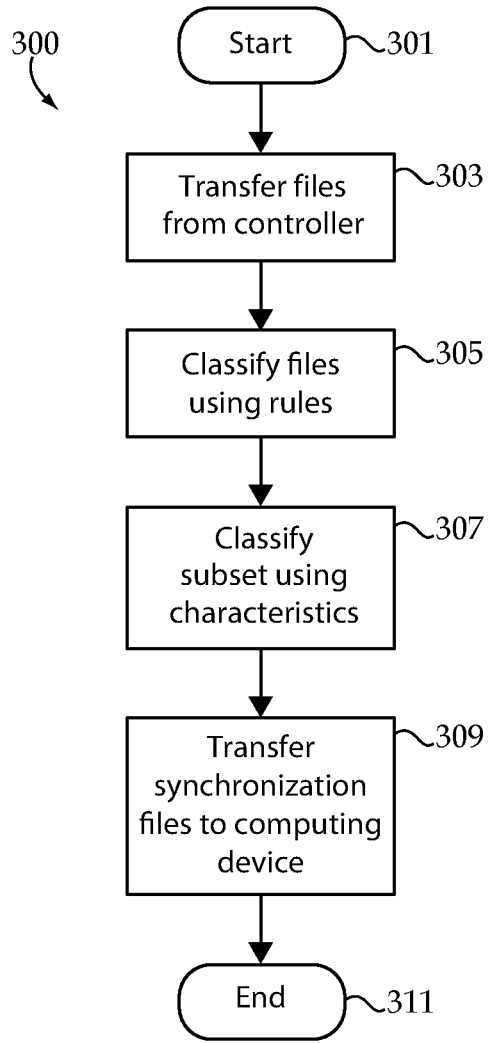 300
Start
301
Transfer files
from controller
303
Classify files
using rules
305
Classify
subset using
characteristics
307
Transfer
synchronization
files to computing
device
309
End
311